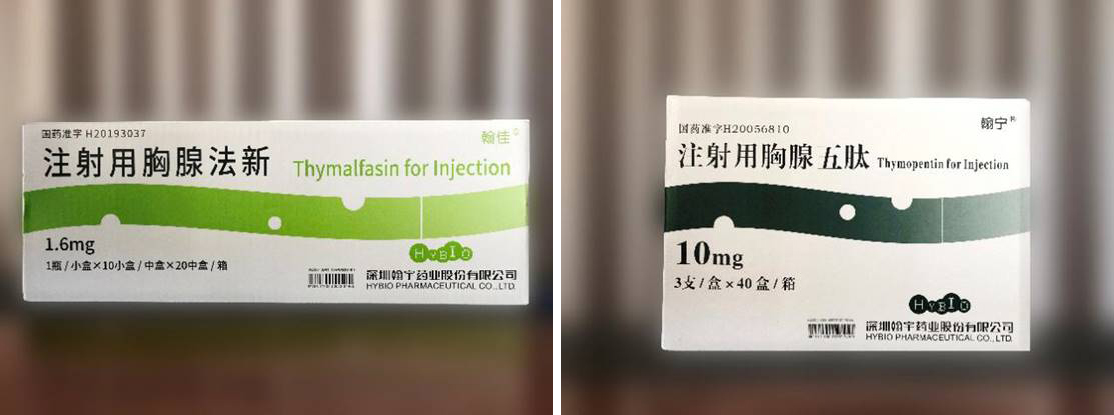 国药准字 H20193037
翰佳®
注射用胸腺法新 Thymalfasin for Injection
1.6mg
1瓶/小盒×10小盒/中盒×20中盒/箱
HYBIO
深圳翰宇药业股份有限公司
HYBIO PHARMACEUTICAL CO.,LTD.
国药准字H20056810
翰宁®
注射用胸腺五肽 Thymopentin for Injection
10mg
3支/盒×40盒/箱
HYBIO
深圳翰宇药业股份有限公司
HYBIO PHARMACEUTICAL CO.,LTD.